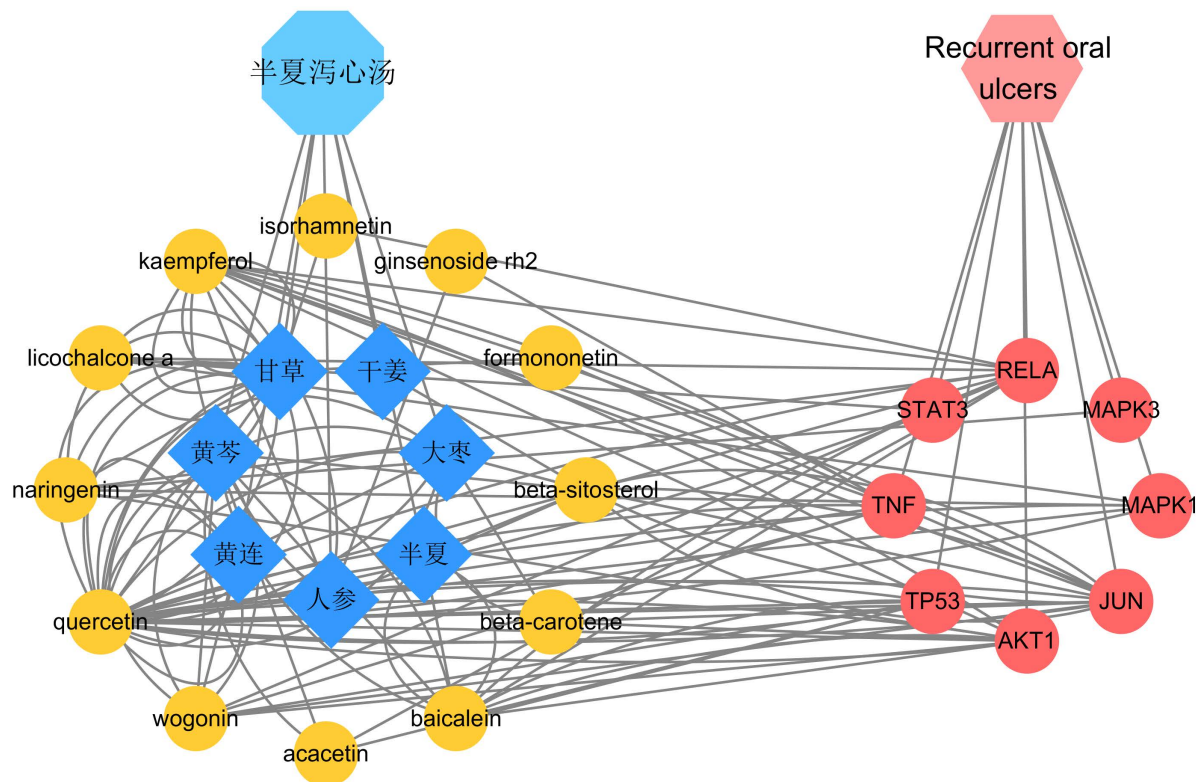 半夏泻心汤
Recurrent oral
ulcers
isorhamnetin
kaempferol
ginsenoside rh2
licochalcone a
甘草
干姜
formononetin
RELA
STAT3
MAPK3
黄芩
大枣
naringenin
beta-sitosterol
TNF
MAPK1
黄连
半夏
人参
quercetin
beta-carotene
TP53
JUN
AKT1
wogonin
baicalein
acacetin